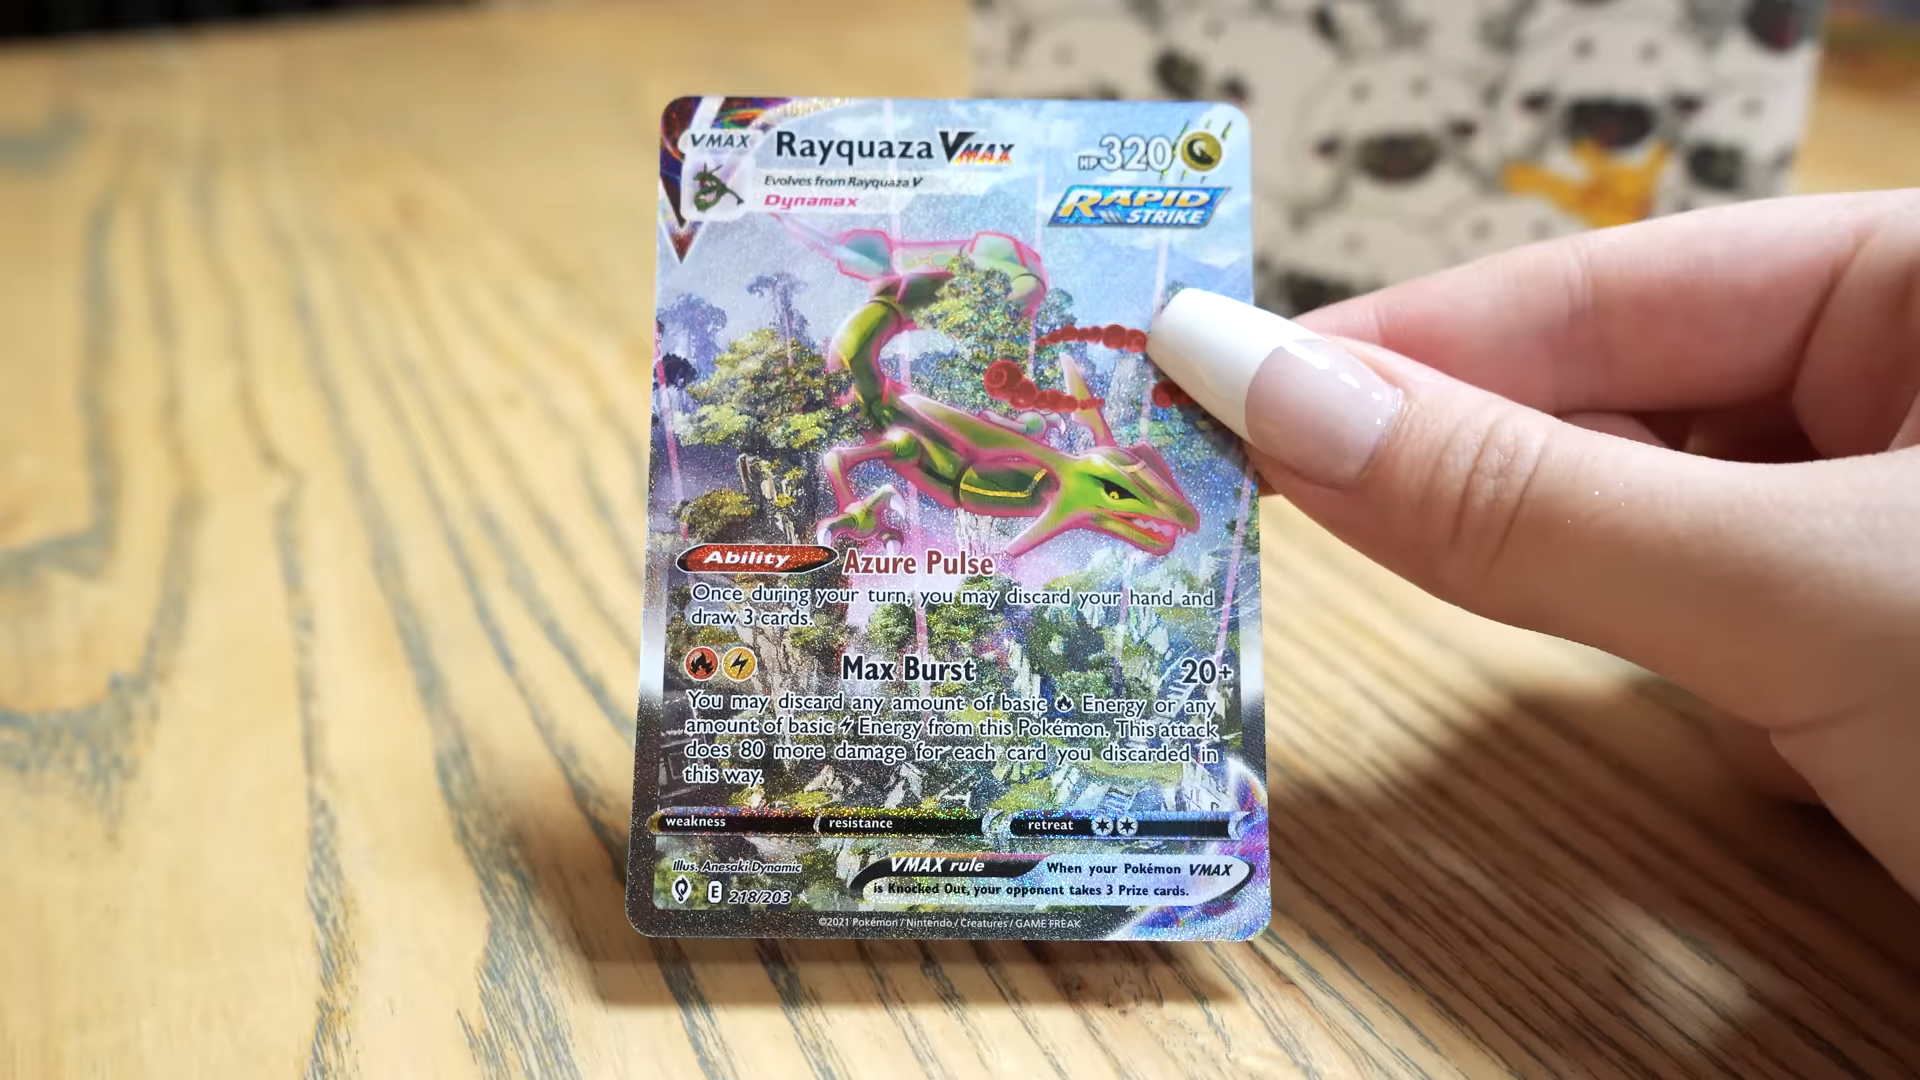 VMAX Rayquaza VMAX HP 320
Evolves from Rayquaza V
Dynamax
RAPID
STRIKE
Ability Azure Pulse
Once during your turn, you may discard your hand and
draw 3 cards.
Max Burst 20+
You may discard any amount of basic Energy or any
amount of basic Energy from this Pokémon. This attack
does 80 more damage for each card you discarded in
this way.
weakness resistance retreat
Illus. Anesaki Dynamic
VMAX rule When your Pokémon VMAX
is Knocked Out, your opponent takes 3 Prize cards.
E 218/203
©2021 Pokémon / Nintendo / Creatures / GAME FREAK